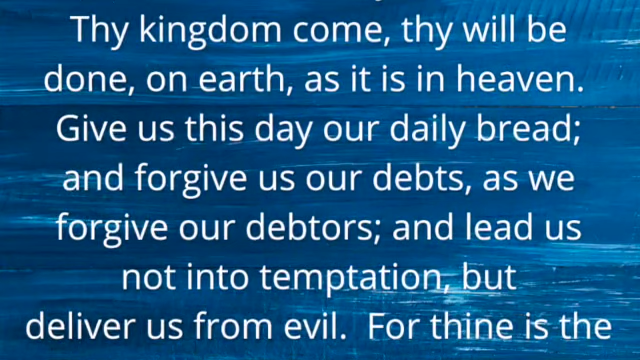 Thy kingdom come, thy will be
done, on earth, as it is in heaven.
Give us this day our daily bread;
and forgive us our debts, as we
forgive our debtors; and lead us
not into temptation, but
deliver us from evil.  For thine is the